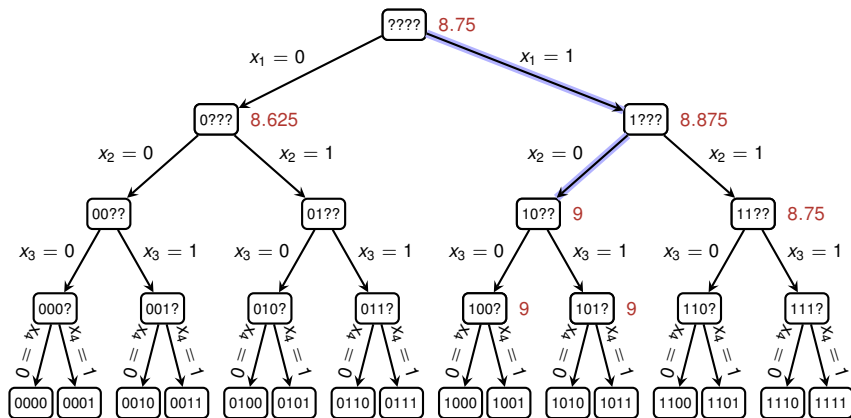 ???? 8.75
x₁ = 0 x₁ = 1
0??? 8.625 1??? 8.875
x₂ = 0 x₂ = 1 x₂ = 0 x₂ = 1
00?? 01?? 10?? 9 11?? 8.75
x₃ = 0 x₃ = 1 x₃ = 0 x₃ = 1 x₃ = 0 x₃ = 1 x₃ = 0 x₃ = 1
000? 001? 010? 011? 100? 9 101? 9 110? 111?
x₄ = 0 x₄ = 1 x₄ = 0 x₄ = 1 x₄ = 0 x₄ = 1 x₄ = 0 x₄ = 1 x₄ = 0 x₄ = 1 x₄ = 0 x₄ = 1 x₄ = 0 x₄ = 1 x₄ = 0 x₄ = 1
0000 0001 0010 0011 0100 0101 0110 0111 1000 1001 1010 1011 1100 1101 1110 1111